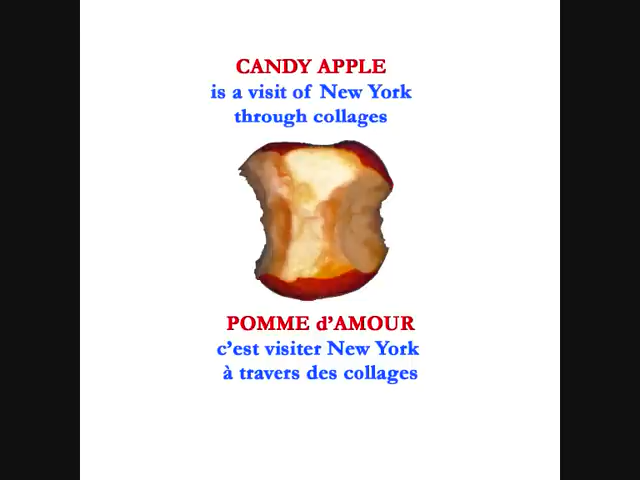 CANDY APPLE
is a visit of New York
through collages
POMME d'AMOUR
c'est visiter New York
à travers des collages